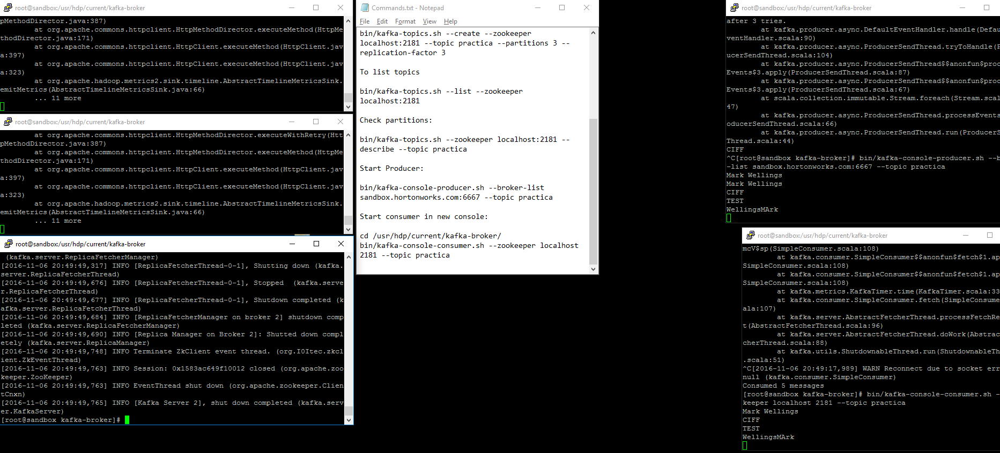 root@sandbox:/usr/hdp/current/kafka-broker
pMethodDirector.java:387)
at org.apache.commons.httpclient.HttpMethodDirector.executeMethod(HttpMe
thodDirector.java:171)
at org.apache.commons.httpclient.HttpClient.executeMethod(HttpClient.jav
a:397)
at org.apache.commons.httpclient.HttpClient.executeMethod(HttpClient.jav
a:323)
at org.apache.hadoop.metrics2.sink.timeline.AbstractTimelineMetricsSink.
emitMetrics(AbstractTimelineMetricsSink.java:66)
... 11 more
root@sandbox:/usr/hdp/current/kafka-broker
at org.apache.commons.httpclient.HttpMethodDirector.executeWithRetry(Htt
pMethodDirector.java:387)
at org.apache.commons.httpclient.HttpMethodDirector.executeMethod(HttpMe
thodDirector.java:171)
at org.apache.commons.httpclient.HttpClient.executeMethod(HttpClient.jav
a:397)
at org.apache.commons.httpclient.HttpClient.executeMethod(HttpClient.jav
a:323)
at org.apache.hadoop.metrics2.sink.timeline.AbstractTimelineMetricsSink.
emitMetrics(AbstractTimelineMetricsSink.java:66)
... 11 more
root@sandbox:/usr/hdp/current/kafka-broker
(kafka.server.ReplicaFetcherManager)
[2016-11-06 20:49:49,317] INFO [ReplicaFetcherThread-0-1], Shutting down (kafka.
server.ReplicaFetcherThread)
[2016-11-06 20:49:49,676] INFO [ReplicaFetcherThread-0-1], Stopped  (kafka.serve
r.ReplicaFetcherThread)
[2016-11-06 20:49:49,677] INFO [ReplicaFetcherThread-0-1], Shutdown completed (k
afka.server.ReplicaFetcherThread)
[2016-11-06 20:49:49,684] INFO [ReplicaFetcherManager on broker 2] shutdown comp
leted (kafka.server.ReplicaFetcherManager)
[2016-11-06 20:49:49,690] INFO [Replica Manager on Broker 2]: Shutted down compl
etely (kafka.server.ReplicaManager)
[2016-11-06 20:49:49,748] INFO Terminate ZkClient event thread. (org.I0Itec.zkcl
ient.ZkEventThread)
[2016-11-06 20:49:49,763] INFO Session: 0x1583ac649f10012 closed (org.apache.zoo
keeper.ZooKeeper)
[2016-11-06 20:49:49,763] INFO EventThread shut down (org.apache.zookeeper.Clien
tCnxn)
[2016-11-06 20:49:49,765] INFO [Kafka Server 2], shut down completed (kafka.serv
er.KafkaServer)
[root@sandbox kafka-broker]#
Commands.txt - Notepad
File Edit Format View Help
bin/kafka-topics.sh --create --zookeeper
localhost:2181 --topic practica --partitions 3 --
replication-factor 3
To list topics
bin/kafka-topics.sh --list --zookeeper
localhost:2181
Check partitions:
bin/kafka-topics.sh --zookeeper localhost:2181 --
describe --topic practica
Start Producer:
bin/kafka-console-producer.sh --broker-list
sandbox.hortonworks.com:6667 --topic practica
Start consumer in new console:
cd /usr/hdp/current/kafka-broker/
bin/kafka-console-consumer.sh --zookeeper localhost
2181 --topic practica
root@sandbox:/usr/hdp/current/kafka-broker
after 3 tries.
at kafka.producer.async.DefaultEventHandler.handle(Defau
ventHandler.scala:90)
at kafka.producer.async.ProducerSendThread.tryToHandle(P
ucerSendThread.scala:104)
at kafka.producer.async.ProducerSendThread$$anonfun$proc
Events$3.apply(ProducerSendThread.scala:87)
at kafka.producer.async.ProducerSendThread$$anonfun$proc
Events$3.apply(ProducerSendThread.scala:67)
at scala.collection.immutable.Stream.foreach(Stream.scal
47)
at kafka.producer.async.ProducerSendThread.processEvents
oducerSendThread.scala:66)
at kafka.producer.async.ProducerSendThread.run(ProducerS
Thread.scala:44)
CIFF
^C[root@sandbox kafka-broker]# bin/kafka-console-producer.sh --b
-list sandbox.hortonworks.com:6667 --topic practica
Mark Wellings
Mark Wellings
CIFF
TEST
WellingsMArk
root@sandbox:/usr/hdp/current/kafka-broker
mcV$sp(SimpleConsumer.scala:108)
at kafka.consumer.SimpleConsumer$$anonfun$fetch$1.ap
SimpleConsumer.scala:108)
at kafka.consumer.SimpleConsumer$$anonfun$fetch$1.ap
SimpleConsumer.scala:108)
at kafka.metrics.KafkaTimer.time(KafkaTimer.scala:33
at kafka.consumer.SimpleConsumer.fetch(SimpleConsume
ala:107)
at kafka.server.AbstractFetcherThread.processFetchRe
t(AbstractFetcherThread.scala:96)
at kafka.server.AbstractFetcherThread.doWork(Abstrac
cherThread.scala:88)
at kafka.utils.ShutdownableThread.run(ShutdownableTh
.scala:51)
^C[2016-11-06 20:49:17,989] WARN Reconnect due to socket err
null (kafka.consumer.SimpleConsumer)
Consumed 5 messages
[root@sandbox kafka-broker]# bin/kafka-console-consumer.sh -
keeper localhost 2181 --topic practica
Mark Wellings
CIFF
TEST
WellingsMArk